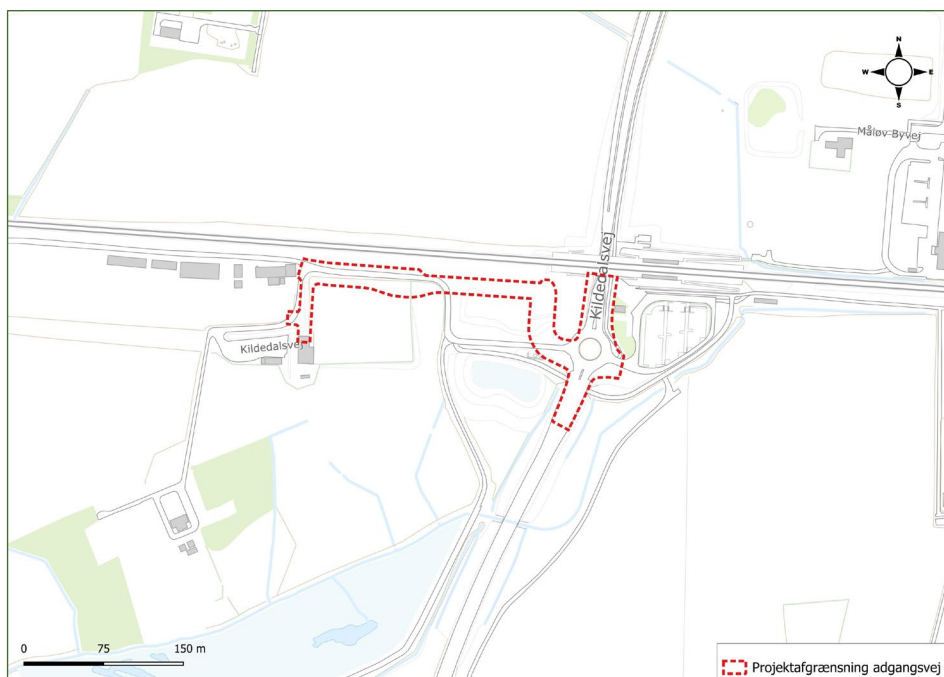 N
W E
S
Måløv Byvej
Kildedalsvej
Kildedalsvej
0 75 150 m
Projektafgrænsning adgangsvej